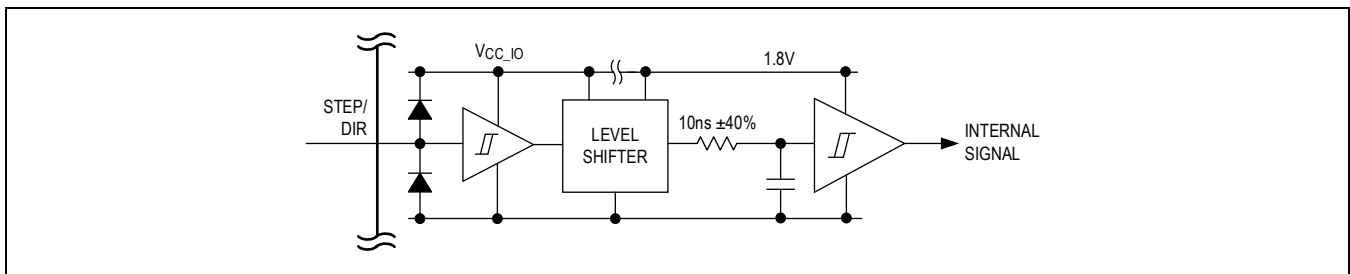 VCC_IO
1.8V
STEP/
DIR
LEVEL
SHIFTER
10ns ±40%
INTERNAL
SIGNAL